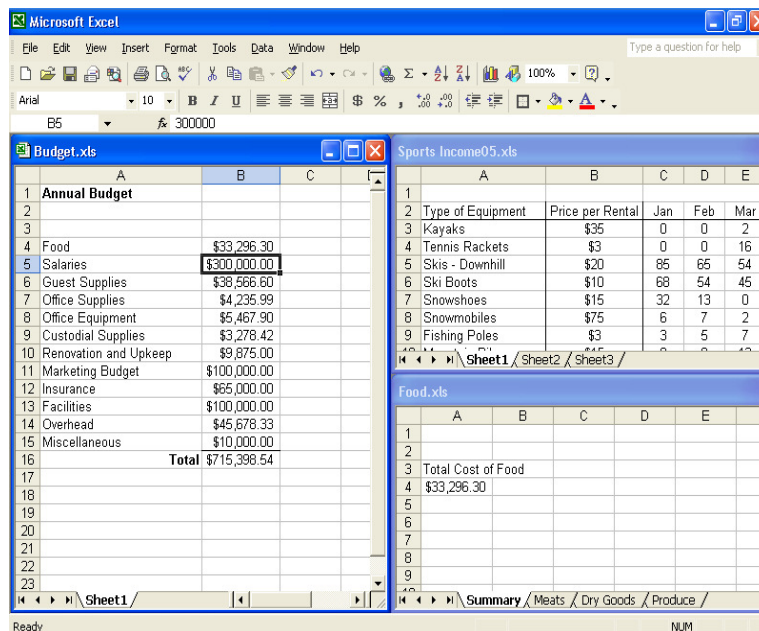 Microsoft Excel
File Edit View Insert Format Tools Data Window Help Type a question for help
100%
Arial 10 B I U $ % ,
B5 fx 300000
Budget.xls
A B C
1 Annual Budget
2
3
4 Food $33,296.30
5 Salaries $300,000.00
6 Guest Supplies $38,566.60
7 Office Supplies $4,235.99
8 Office Equipment $5,467.90
9 Custodial Supplies $3,278.42
10 Renovation and Upkeep $9,875.00
11 Marketing Budget $100,000.00
12 Insurance $65,000.00
13 Facilities $100,000.00
14 Overhead $45,678.33
15 Miscellaneous $10,000.00
16 Total $715,398.54
17
18
19
20
21
22
23
Sheet1
Sports Income05.xls
A B C D E
1
2 Type of Equipment Price per Rental Jan Feb Mar
3 Kayaks $35 0 0 2
4 Tennis Rackets $3 0 0 16
5 Skis - Downhill $20 85 65 54
6 Ski Boots $10 68 54 45
7 Snowshoes $15 32 13 0
8 Snowmobiles $75 6 7 2
9 Fishing Poles $3 3 5 7
Sheet1 Sheet2 Sheet3
Food.xls
A B C D E
1
2
3 Total Cost of Food
4 $33,296.30
5
6
7
8
9
Summary Meats Dry Goods Produce
Ready NUM